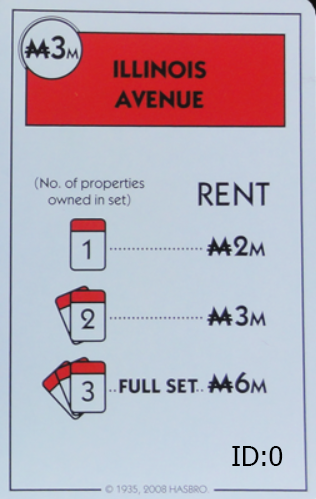 ₩3M
ILLINOIS
AVENUE
(No. of properties
owned in set)
RENT
1 ₩2M
2 ₩3M
3 FULL SET ₩6M
ID:0
© 1935, 2008 HASBRO